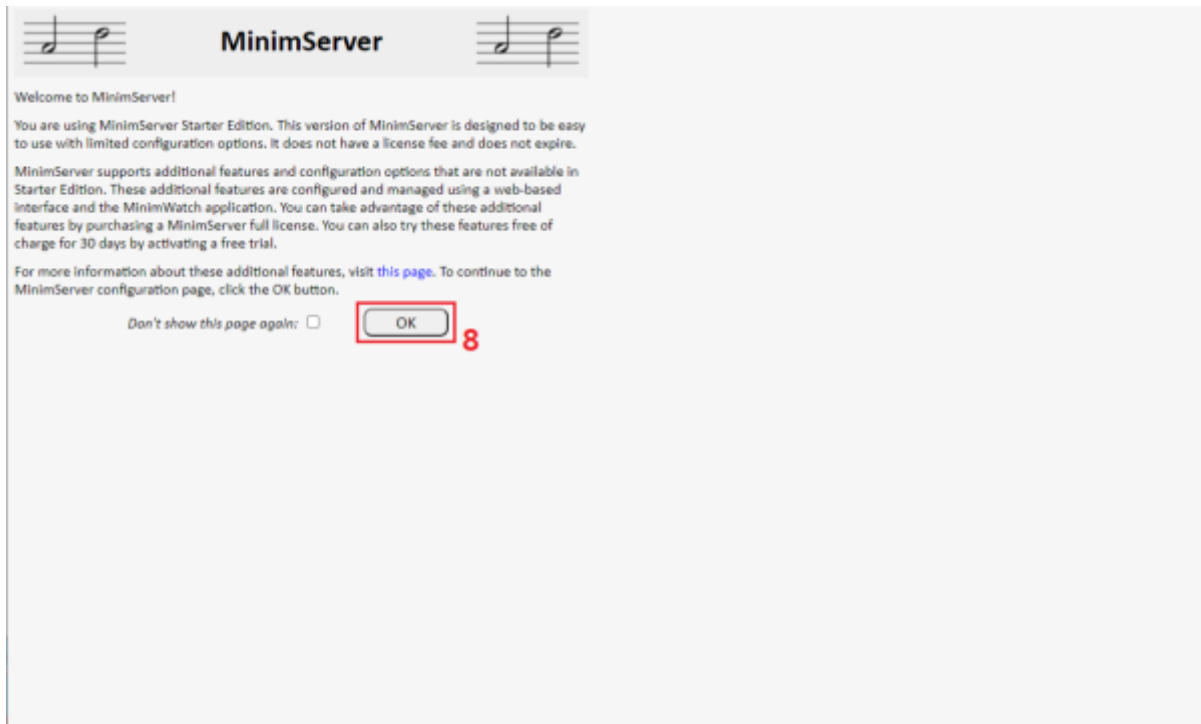 MinimServer
Welcome to MinimServer!
You are using MinimServer Starter Edition. This version of MinimServer is designed to be easy
to use with limited configuration options. It does not have a license fee and does not expire.
MinimServer supports additional features and configuration options that are not available in
Starter Edition. These additional features are configured and managed using a web-based
interface and the MinimWatch application. You can take advantage of these additional
features by purchasing a MinimServer full license. You can also try these features free of
charge for 30 days by activating a free trial.
For more information about these additional features, visit this page. To continue to the
MinimServer configuration page, click the OK button.
Don't show this page again: OK
8